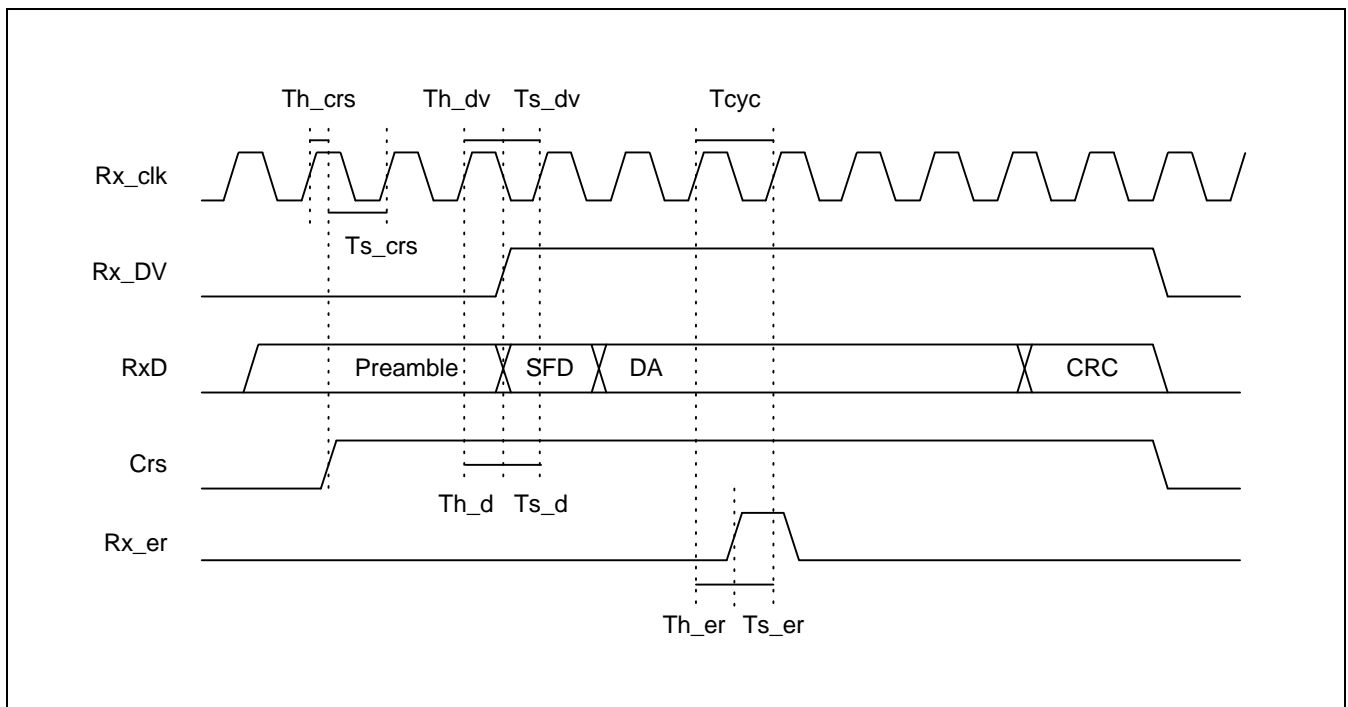 Th_crs Th_dv Ts_dv Tcyc
Rx_clk
Ts_crs
Rx_DV
RxD Preamble SFD DA CRC
Crs
Th_d Ts_d
Rx_er
Th_er Ts_er